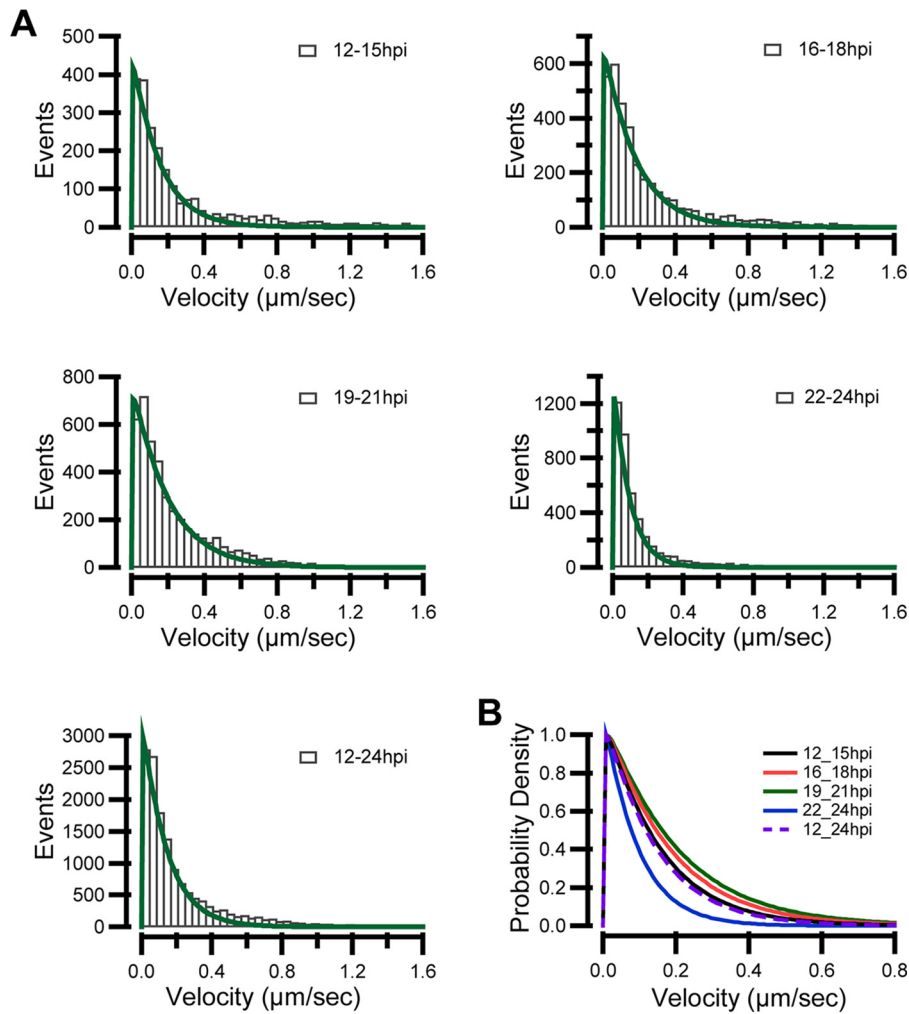 A
500
400
300
200
100
0
Events
12-15hpi
0.0 0.4 0.8 1.2 1.6
Velocity (µm/sec)
600
400
200
0
Events
16-18hpi
0.0 0.4 0.8 1.2 1.6
Velocity (µm/sec)
800
600
400
200
0
Events
19-21hpi
0.0 0.4 0.8 1.2 1.6
Velocity (µm/sec)
1200
800
400
0
Events
22-24hpi
0.0 0.4 0.8 1.2 1.6
Velocity (µm/sec)
3000
2500
2000
1500
1000
500
0
Events
12-24hpi
0.0 0.4 0.8 1.2 1.6
Velocity (µm/sec)
B
1.0
0.8
0.6
0.4
0.2
0.0
Probability Density
12_15hpi
16_18hpi
19_21hpi
22_24hpi
12_24hpi
0.0 0.2 0.4 0.6 0.8
Velocity (µm/sec)